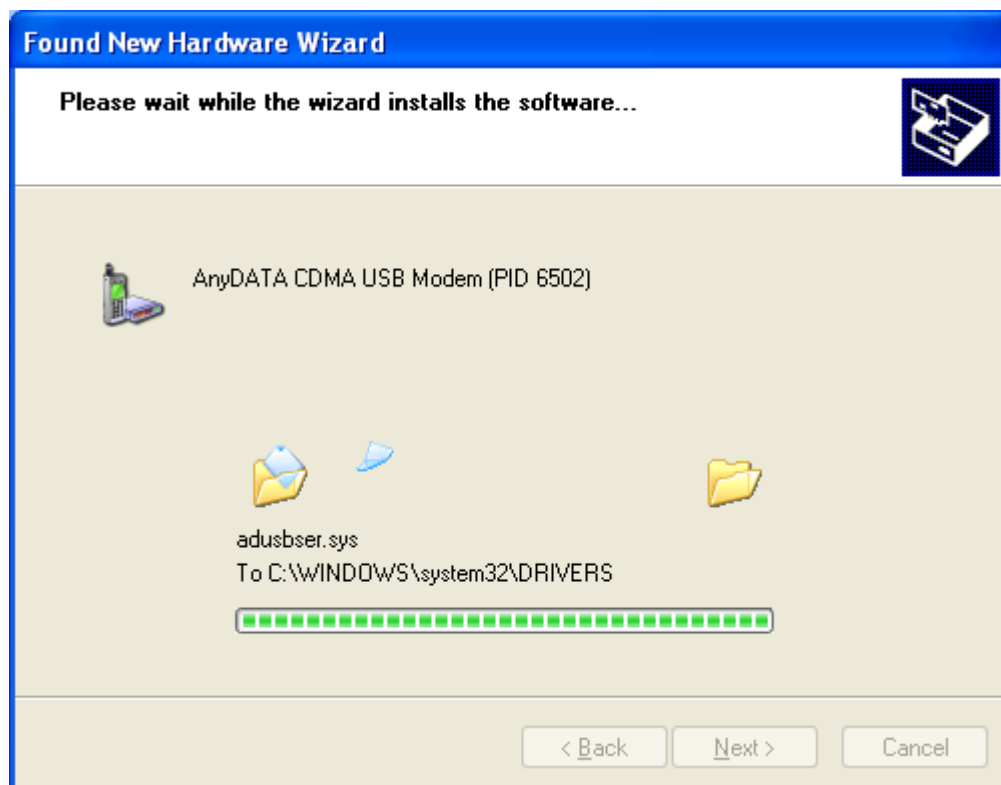 Found New Hardware Wizard
Please wait while the wizard installs the software...
AnyDATA CDMA USB Modem (PID 6502)
adusbser.sys
To C:\WINDOWS\system32\DRIVERS
< Back
Next >
Cancel